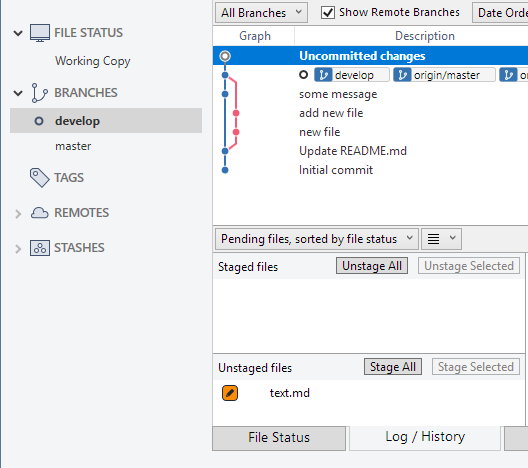 FILE STATUS
Working Copy
BRANCHES
develop
master
TAGS
REMOTES
STASHES
All Branches Show Remote Branches
Graph Description
Uncommitted changes
develop origin/master
some message
add new file
new file
Update README.md
Initial commit
Pending files, sorted by file status
Staged files Unstage All Unstage Selected
Unstaged files Stage All Stage Selected
text.md
File Status Log / History